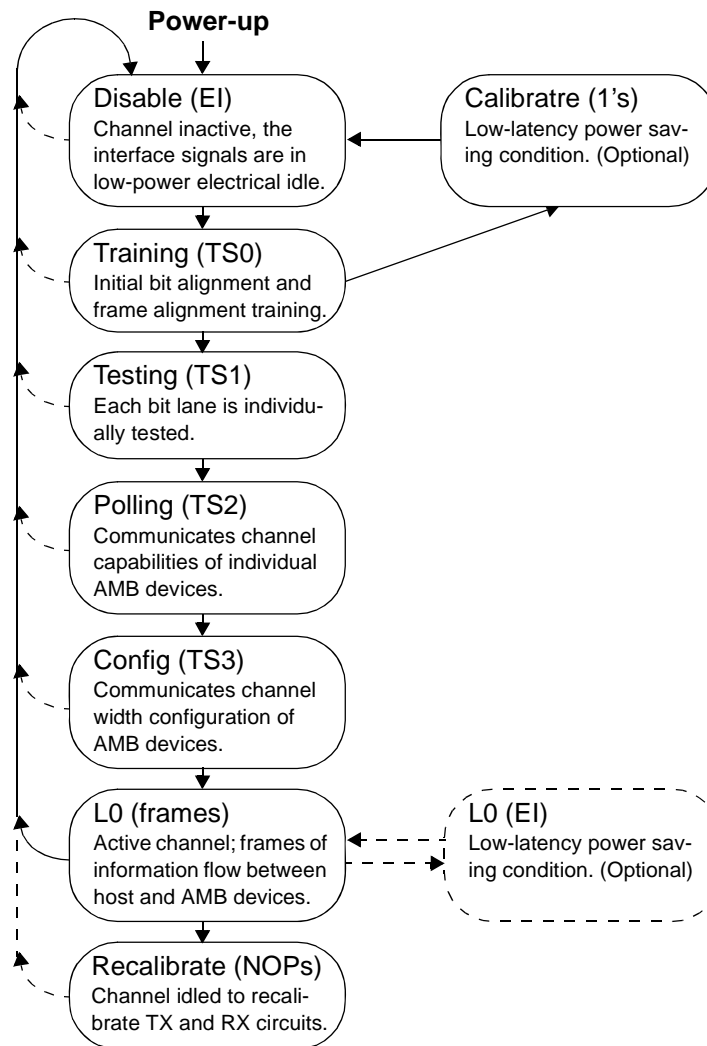 Power-up
Disable (EI)
Channel inactive, the
interface signals are in
low-power electrical idle.
Calibratre (1's)
Low-latency power sav-
ing condition. (Optional)
Training (TS0)
Initial bit alignment and
frame alignment training.
Testing (TS1)
Each bit lane is individu-
ally tested.
Polling (TS2)
Communicates channel
capabilities of individual
AMB devices.
Config (TS3)
Communicates channel
width configuration of
AMB devices.
L0 (frames)
Active channel; frames of
information flow between
host and AMB devices.
L0 (EI)
Low-latency power sav-
ing condition. (Optional)
Recalibrate (NOPs)
Channel idled to recali-
brate TX and RX circuits.